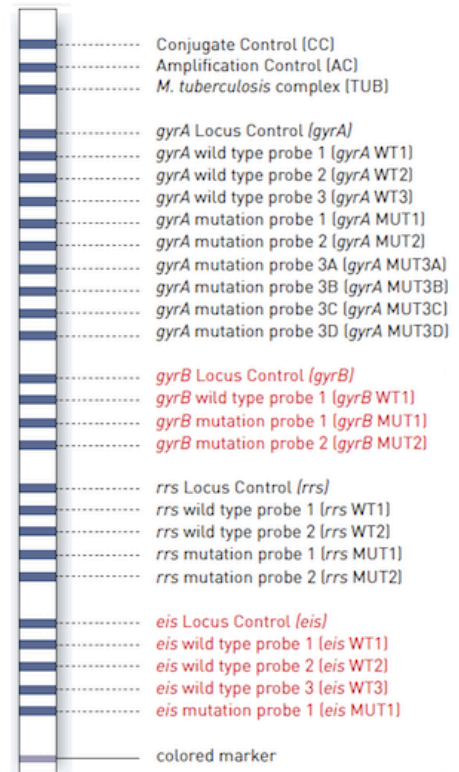 Conjugate Control (CC)
Amplification Control (AC)
M. tuberculosis complex (TUB)
gyrA Locus Control (gyrA)
gyrA wild type probe 1 (gyrA WT1)
gyrA wild type probe 2 (gyrA WT2)
gyrA wild type probe 3 (gyrA WT3)
gyrA mutation probe 1 (gyrA MUT1)
gyrA mutation probe 2 (gyrA MUT2)
gyrA mutation probe 3A (gyrA MUT3A)
gyrA mutation probe 3B (gyrA MUT3B)
gyrA mutation probe 3C (gyrA MUT3C)
gyrA mutation probe 3D (gyrA MUT3D)
gyrB Locus Control (gyrB)
gyrB wild type probe 1 (gyrB WT1)
gyrB mutation probe 1 (gyrB MUT1)
gyrB mutation probe 2 (gyrB MUT2)
rrs Locus Control (rrs)
rrs wild type probe 1 (rrs WT1)
rrs wild type probe 2 (rrs WT2)
rrs mutation probe 1 (rrs MUT1)
rrs mutation probe 2 (rrs MUT2)
eis Locus Control (eis)
eis wild type probe 1 (eis WT1)
eis wild type probe 2 (eis WT2)
eis wild type probe 3 (eis WT3)
eis mutation probe 1 (eis MUT1)
colored marker